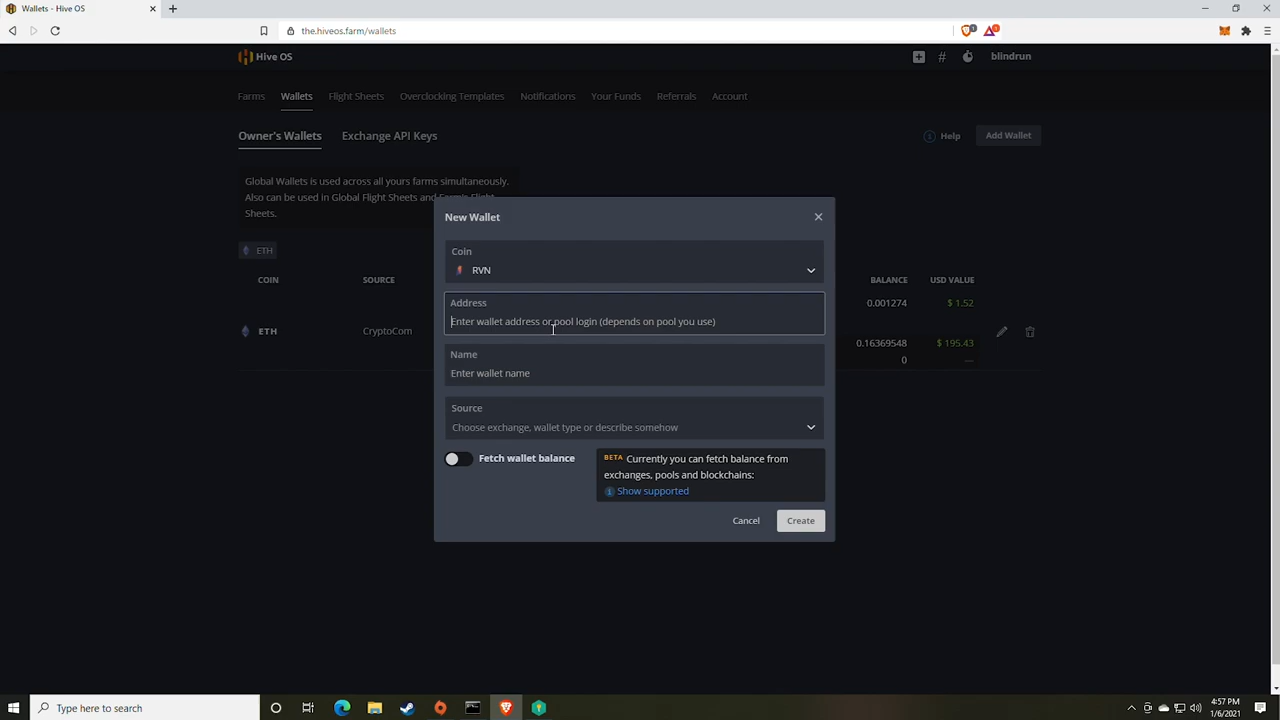 Wallets - Hive OS
the.hiveos.farm/wallets
1
1
Hive OS
blindrun
Farms
Wallets
Flight Sheets
Overclocking Templates
Notifications
Your Funds
Referrals
Account
Owner's Wallets
Exchange API Keys
Help
Add Wallet
Global Wallets is used across all yours farms simultaneously.
Also can be used in Global Flight Sheets and Farm's Flight
Sheets.
ETH
COIN
SOURCE
BALANCE
USD VALUE
0.001274
$ 1.52
ETH
CryptoCom
0.16369548
$ 195.43
0
—
New Wallet
Coin
RVN
Address
Enter wallet address or pool login (depends on pool you use)
Name
Enter wallet name
Source
Choose exchange, wallet type or describe somehow
Fetch wallet balance
BETA Currently you can fetch balance from
exchanges, pools and blockchains:
Show supported
Cancel
Create
Type here to search
4:57 PM
1/6/2021